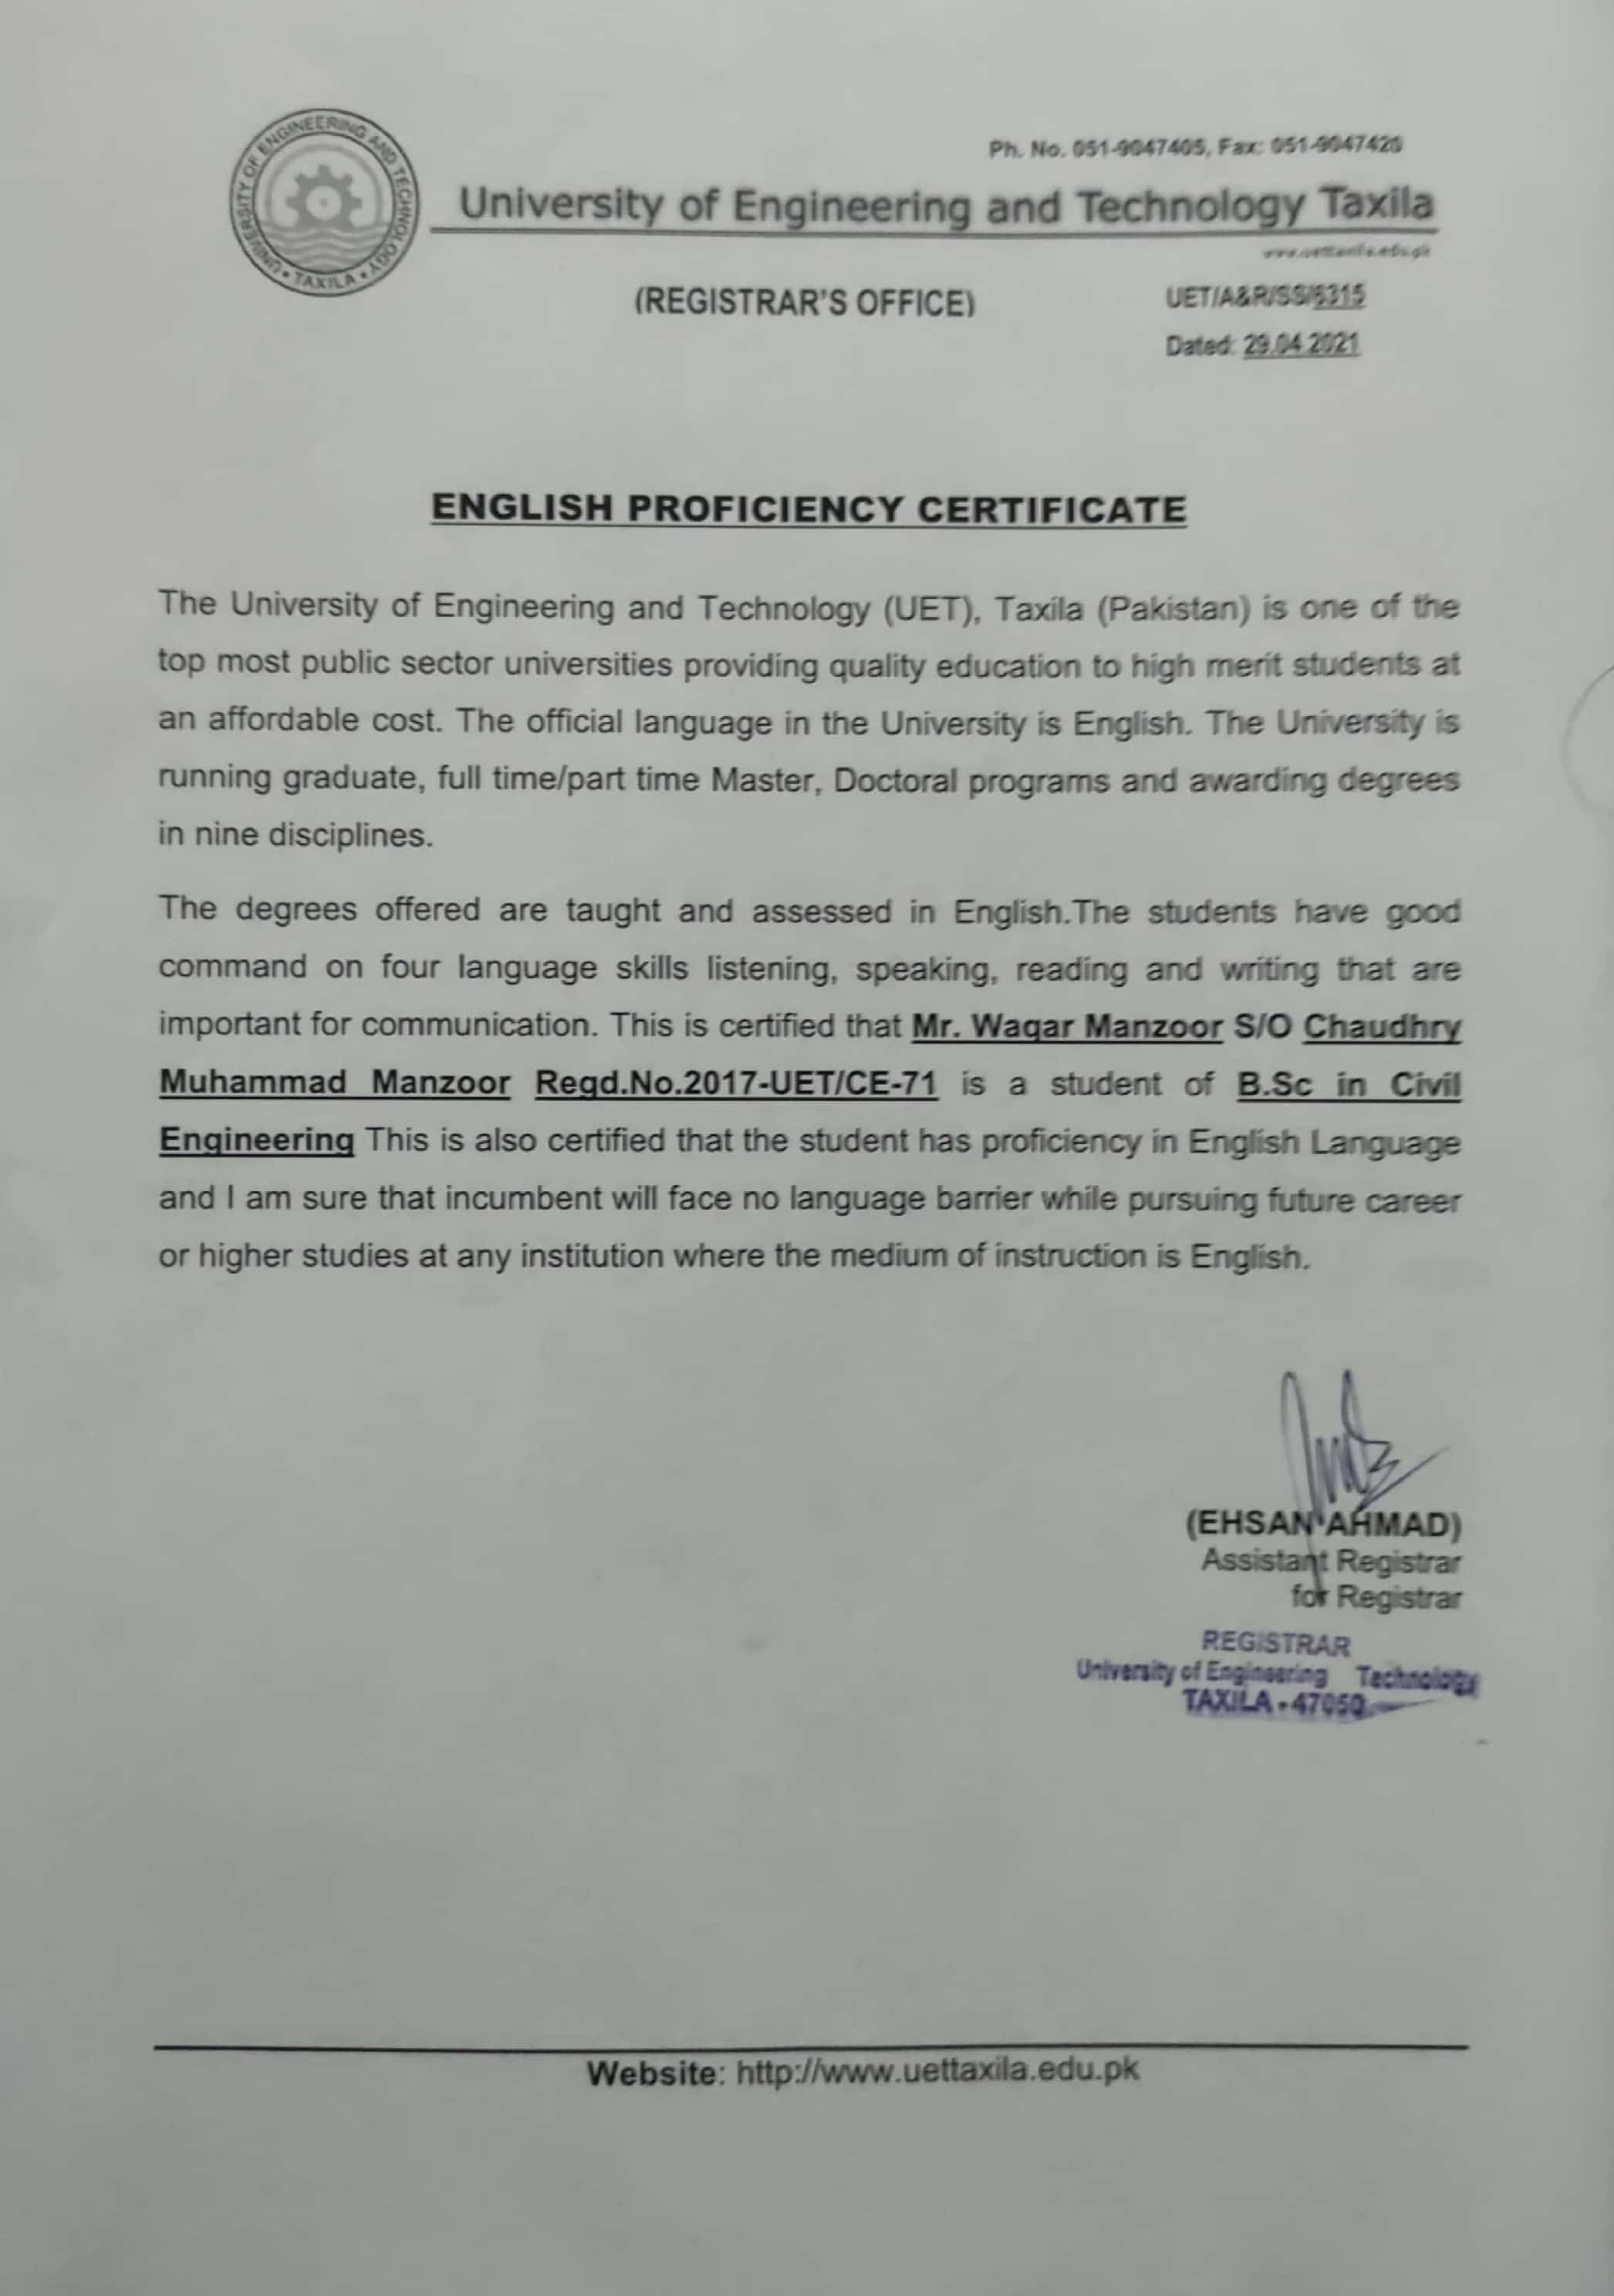 UNIVERSITY OF ENGINEERING AND TECHNOLOGY • TAXILA •
Ph. No. 051-9047405, Fax: 051-9047420
University of Engineering and Technology Taxila
www.uettaxila.edu.pk
(REGISTRAR'S OFFICE)
UET/A&R/SS/6315
Dated: 29.04.2021
ENGLISH PROFICIENCY CERTIFICATE
The University of Engineering and Technology (UET), Taxila (Pakistan) is one of the
top most public sector universities providing quality education to high merit students at
an affordable cost. The official language in the University is English. The University is
running graduate, full time/part time Master, Doctoral programs and awarding degrees
in nine disciplines.
The degrees offered are taught and assessed in English.The students have good
command on four language skills listening, speaking, reading and writing that are
important for communication. This is certified that Mr. Waqar Manzoor S/O Chaudhry
Muhammad Manzoor Regd.No.2017-UET/CE-71 is a student of B.Sc in Civil
Engineering This is also certified that the student has proficiency in English Language
and I am sure that incumbent will face no language barrier while pursuing future career
or higher studies at any institution where the medium of instruction is English.
(EHSAN AHMAD)
Assistant Registrar
for Registrar
REGISTRAR
University of Engineering Technology
TAXILA - 47050
Website: http://www.uettaxila.edu.pk